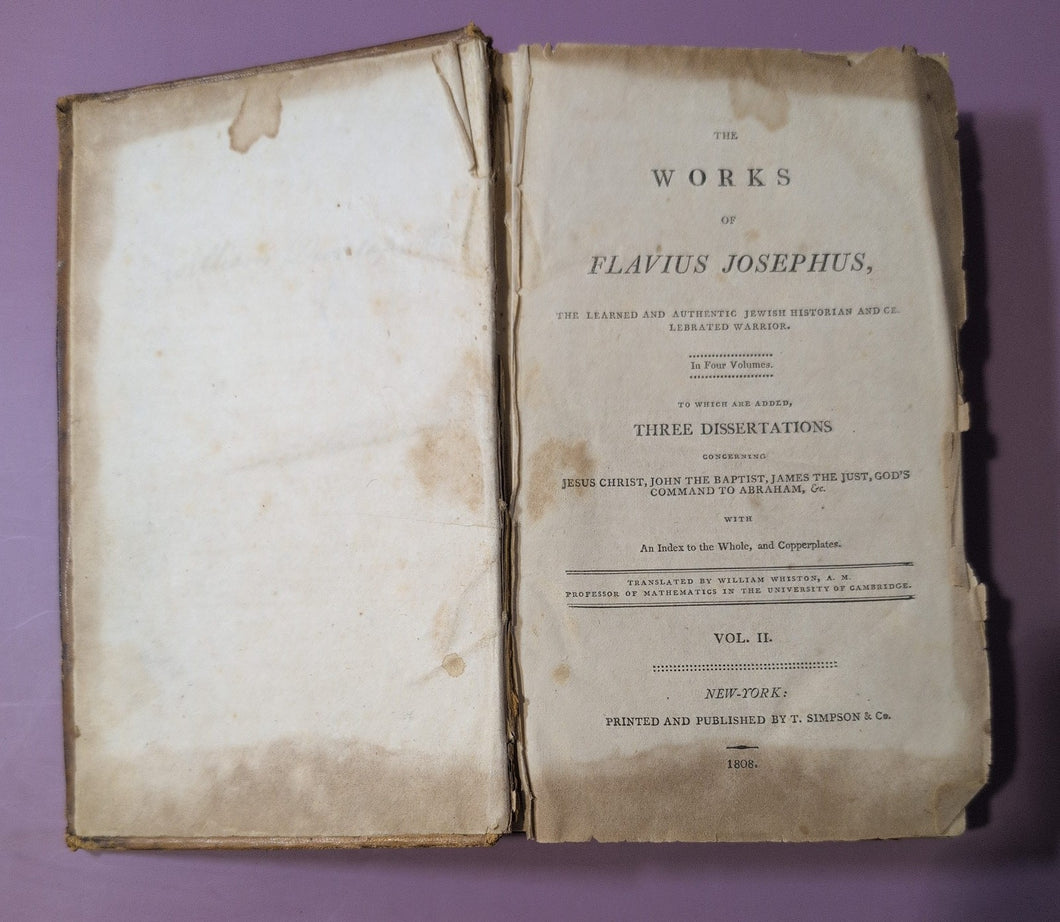 THE
WORKS
OF
FLAVIUS JOSEPHUS,
THE LEARNED AND AUTHENTIC JEWISH HISTORIAN AND CE-
LEBRATED WARRIOR.
In Four Volumes.
TO WHICH ARE ADDED,
THREE DISSERTATIONS
CONCERNING
JESUS CHRIST, JOHN THE BAPTIST, JAMES THE JUST, GOD'S
COMMAND TO ABRAHAM, &c.
WITH
An Index to the Whole, and Copperplates.
TRANSLATED BY WILLIAM WHISTON, A. M.
PROFESSOR OF MATHEMATICS IN THE UNIVERSITY OF CAMBRIDGE.
VOL. II.
NEW-YORK:
PRINTED AND PUBLISHED BY T. SIMPSON & Co.
1808.